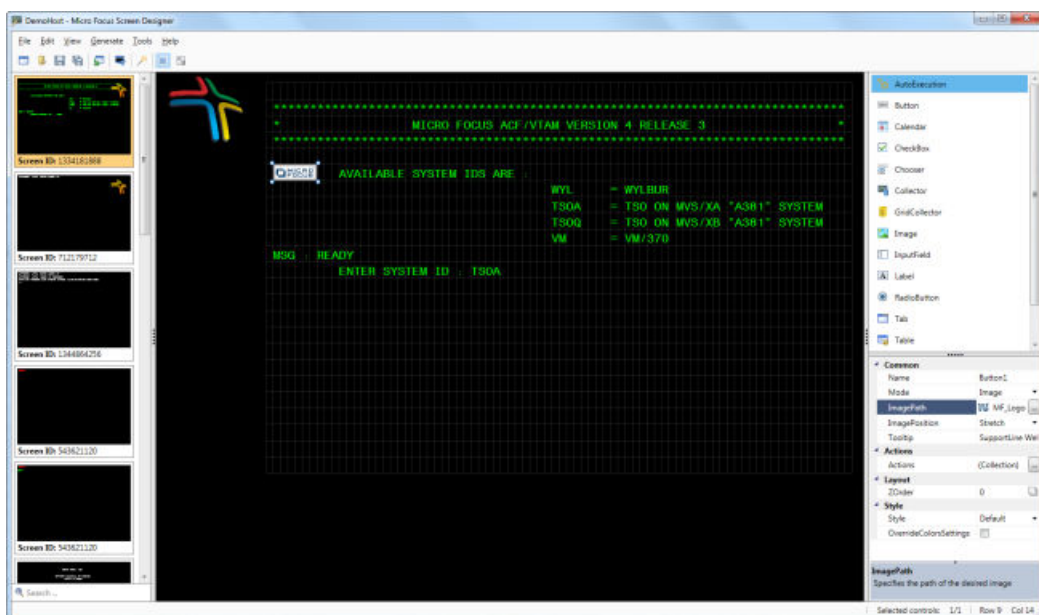 DemoHost - Micro Focus Screen Designer
File Edit View Generate Tools Help
Screen ID: 1334181888
Screen ID: 712179712
Screen ID: 1344864256
Screen ID: 543621120
Screen ID: 543621120
Search...
****************************************************************************
* MICRO FOCUS ACF/VTAM VERSION 4 RELEASE 3 *
****************************************************************************
MICRO FOCUS AVAILABLE SYSTEM IDS ARE :
WYL = WYLBUR
TSOA = TSO ON MVS/XA "A381" SYSTEM
TSOQ = TSO ON MVS/XB "A381" SYSTEM
VM = VM/370
MSG : READY
ENTER SYSTEM ID : TSOA
AutoExecution
Button
Calendar
CheckBox
Chooser
Collector
GridCollector
Image
InputField
Label
RadioButton
Tab
Table
Common
Name Button1
Mode Image
ImagePath MF_Logo ...
ImagePosition Stretch
Tooltip SupportLine Wel
Actions
Actions (Collection) ...
Layout
ZOrder 0
Style
Style Default
OverrideColorsSettings
ImagePath
Specifies the path of the desired image
Selected controls: 1/1 Row 9 Col 14